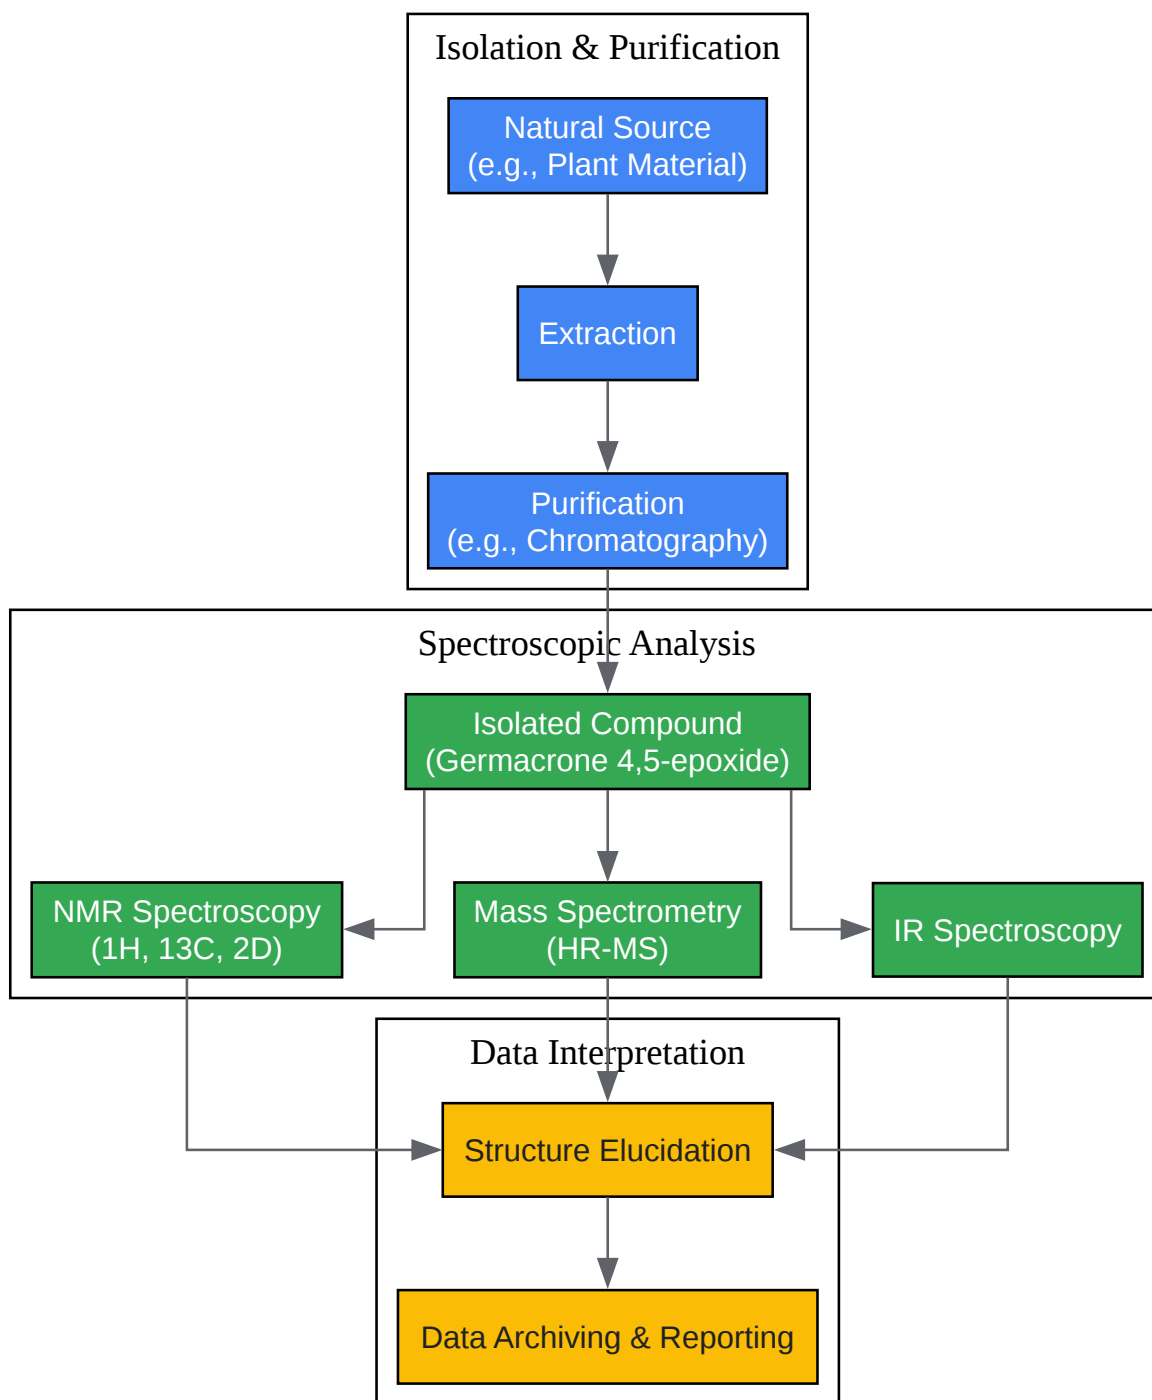 Isolation & Purification
Natural Source
(e.g., Plant Material)
Extraction
Purification
(e.g., Chromatography)
Spectroscopic Analysis
Isolated Compound
(Germacrone 4,5-epoxide)
NMR Spectroscopy
(1H, 13C, 2D)
Mass Spectrometry
(HR-MS)
IR Spectroscopy
Data Interpretation
Structure Elucidation
Data Archiving & Reporting